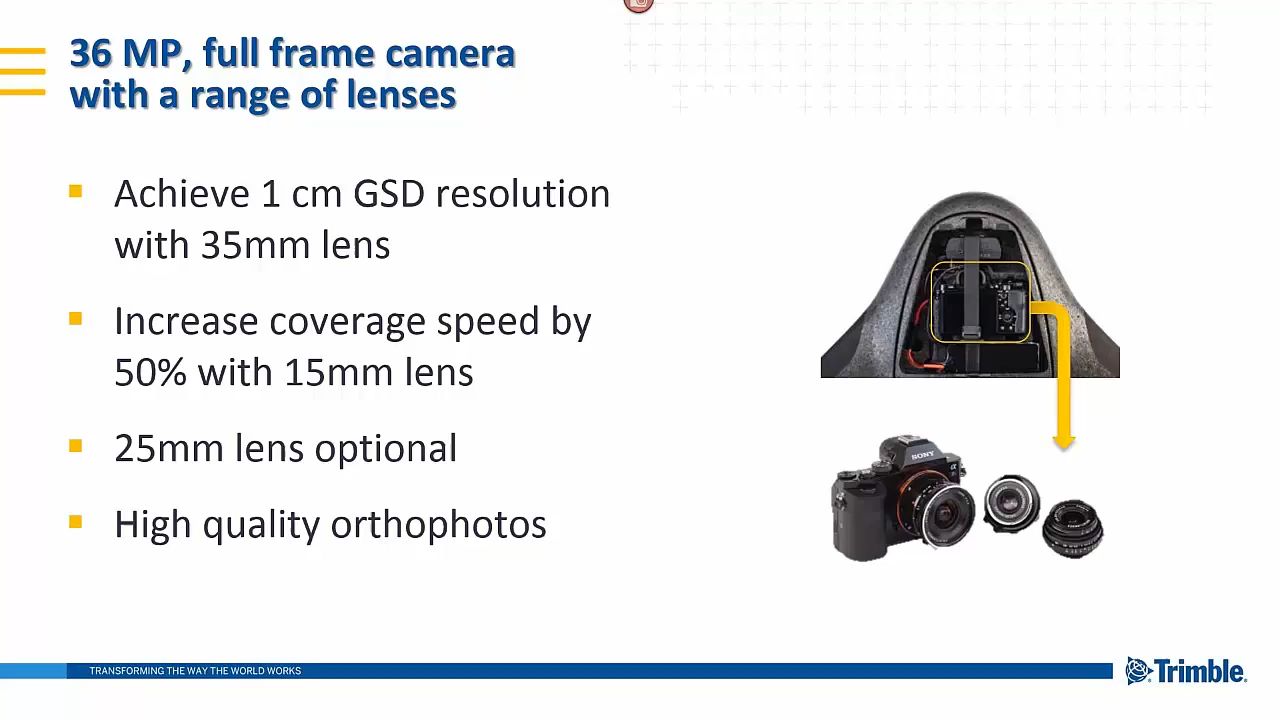 36 MP, full frame camera
with a range of lenses
Achieve 1 cm GSD resolution
with 35mm lens
Increase coverage speed by
50% with 15mm lens
25mm lens optional
High quality orthophotos
SONY
α
TRANSFORMING THE WAY THE WORLD WORKS
Trimble